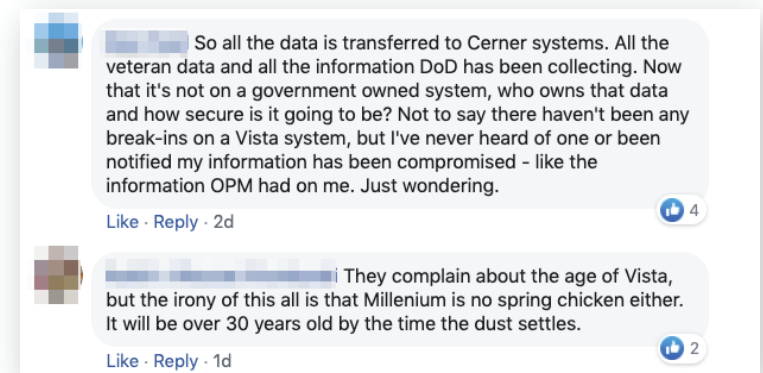 So all the data is transferred to Cerner systems. All the
veteran data and all the information DoD has been collecting. Now
that it's not on a government owned system, who owns that data
and how secure is it going to be? Not to say there haven't been any
break-ins on a Vista system, but I've never heard of one or been
notified my information has been compromised - like the
information OPM had on me. Just wondering.
4
Like · Reply · 2d
They complain about the age of Vista,
but the irony of this all is that Millenium is no spring chicken either.
It will be over 30 years old by the time the dust settles.
2
Like · Reply · 1d